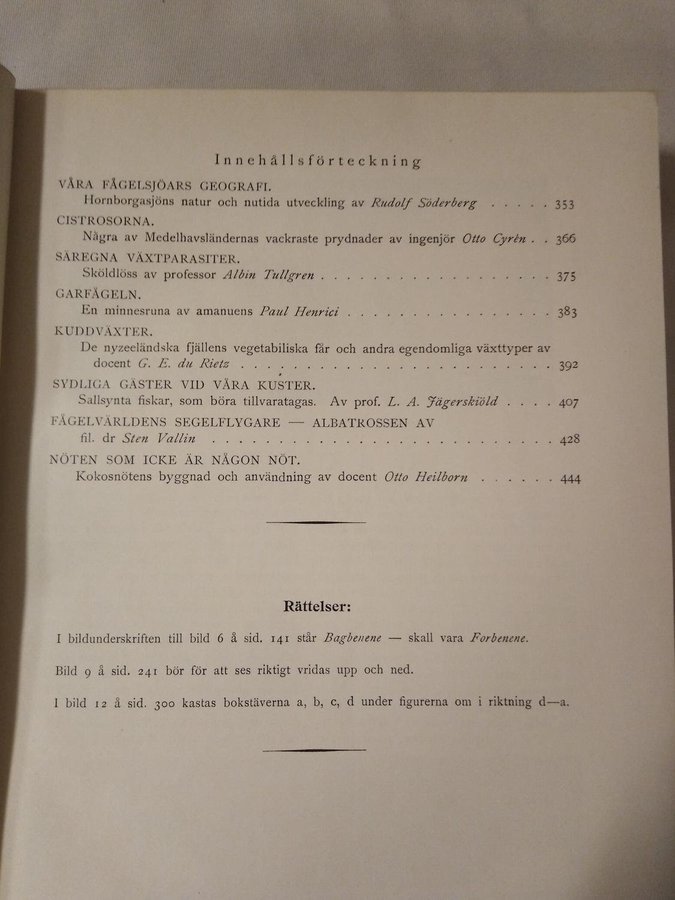 Innehållsförteckning
VÅRA FÅGELSJÖARS GEOGRAFI.
Hornborgasjöns natur och nutida utveckling av Rudolf Söderberg . . . . . 353
CISTROSORNA.
Några av Medelhavsländernas vackraste prydnader av ingenjör Otto Cyrèn . . 366
SÄREGNA VÄXTPARASITER.
Sköldlöss av professor Albin Tullgren . . . . . . . . . . . . . . . . . . 375
GARFÅGELN.
En minnesruna av amanuens Paul Henrici . . . . . . . . . . . . . . . . 383
KUDDVÄXTER.
De nyzeeländska fjällens vegetabiliska får och andra egendomliga växttyper av
docent G. E. du Rietz . . . . . . . . . . . . . . . . . . . . . . . . 392
SYDLIGA GÄSTER VID VÅRA KUSTER.
Sallsynta fiskar, som böra tillvaratagas. Av prof. L. A. Jägerskiöld . . . . 407
FÅGELVÄRLDENS SEGELFLYGARE — ALBATROSSEN AV
fil. dr Sten Vallin . . . . . . . . . . . . . . . . . . . . . . . . . . 428
NÖTEN SOM ICKE ÄR NÅGON NÖT.
Kokosnötens byggnad och användning av docent Otto Heilborn . . . . . . 444
Rättelser:
I bildunderskriften till bild 6 å sid. 141 står Bagbenene — skall vara Forbenene.
Bild 9 å sid. 241 bör för att ses riktigt vridas upp och ned.
I bild 12 å sid. 300 kastas bokstäverna a, b, c, d under figurerna om i riktning d—a.